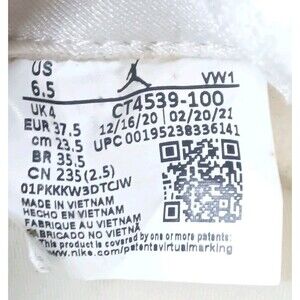 US
6.5
VW1
UK 4
CT4539-100
EUR 37,5
12/16/20 02/20/21
cm 23,5
UPC 00195238336141
BR 35,5
CN 235 (2.5)
01PKKKW3DTCJW
MADE IN VIETNAM
HECHO EN VIETNAM
FABRIQUE AU VIETNAM
FABRICADO NO VIETNÃ
This product is covered by one or more patents:
www.nike.com/patentsvirtualmarking